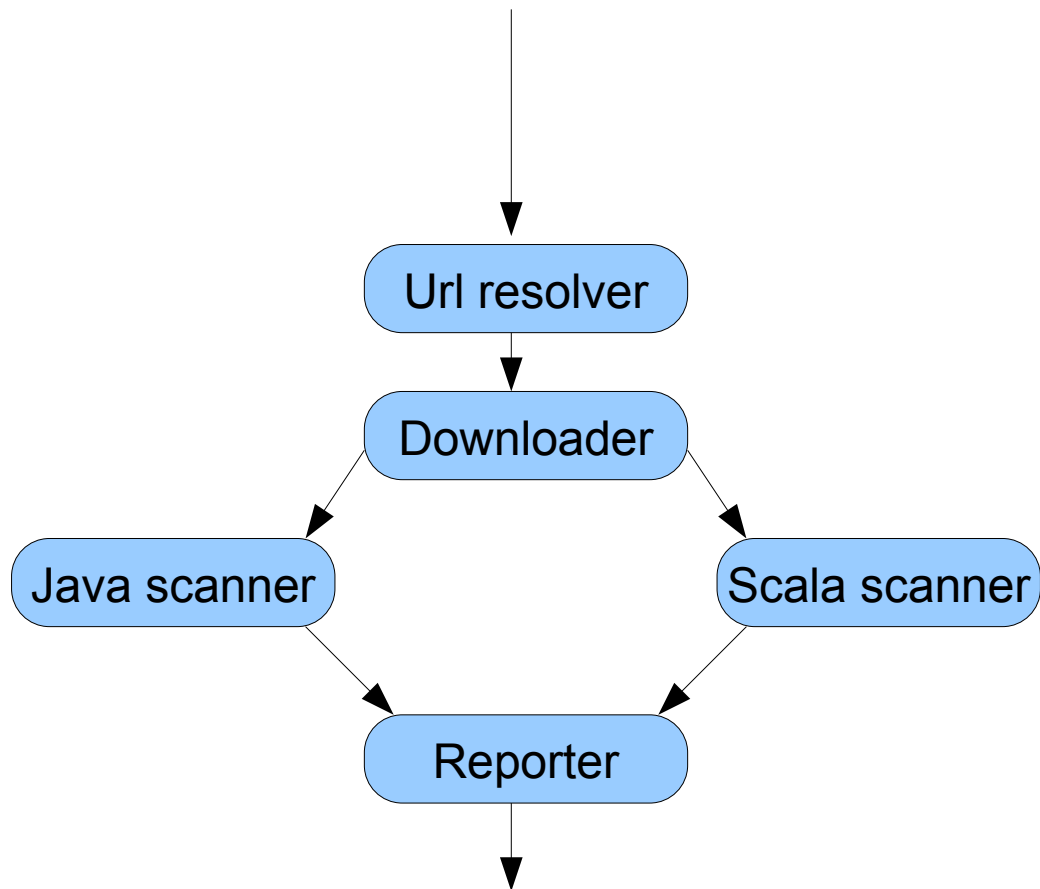 Url resolver
Downloader
Java scanner
Scala scanner
Reporter